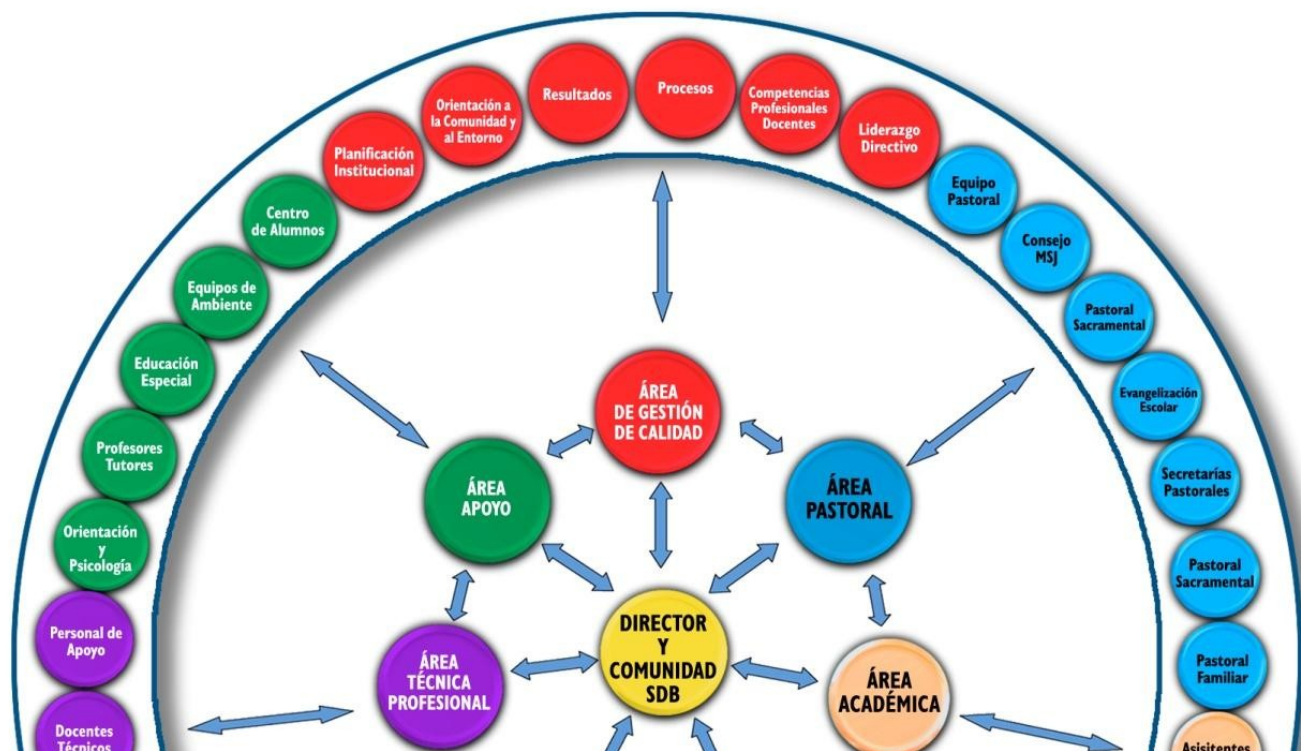 Procesos
Resultados
Competencias
Profesionales
Docentes
Orientación a
la Comunidad y
al Entorno
Liderazgo
Directivo
Planificación
Institucional
Equipo
Pastoral
Centro
de Alumnos
Consejo
MSJ
Equipos de
Ambiente
Pastoral
Sacramental
Educación
Especial
Evangelización
Escolar
Profesores
Tutores
Secretarías
Pastorales
Orientación
y
Psicología
Pastoral
Sacramental
Personal de
Apoyo
Pastoral
Familiar
Docentes
Técnicos
Asisitentes
ÁREA
DE GESTIÓN
DE CALIDAD
ÁREA
APOYO
ÁREA
PASTORAL
DIRECTOR
Y
COMUNIDAD
SDB
ÁREA
TÉCNICA
PROFESIONAL
ÁREA
ACADÉMICA